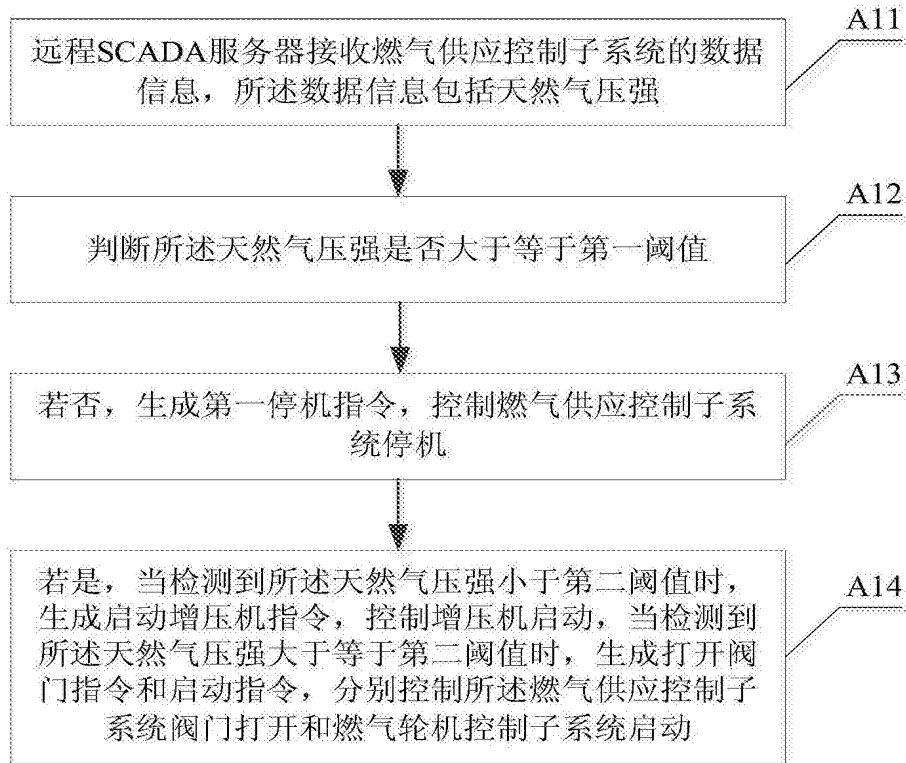 A11
远程SCADA服务器接收燃气供应控制子系统的数据
信息，所述数据信息包括天然气压强
A12
判断所述天然气压强是否大于等于第一阈值
A13
若否，生成第一停机指令，控制燃气供应控制子系
统停机
A14
若是，当检测到所述天然气压强小于第二阈值时，
生成启动增压机指令，控制增压机启动，当检测到
所述天然气压强大于等于第二阈值时，生成打开阀
门指令和启动指令，分别控制所述燃气供应控制子
系统阀门打开和燃气轮机控制子系统启动